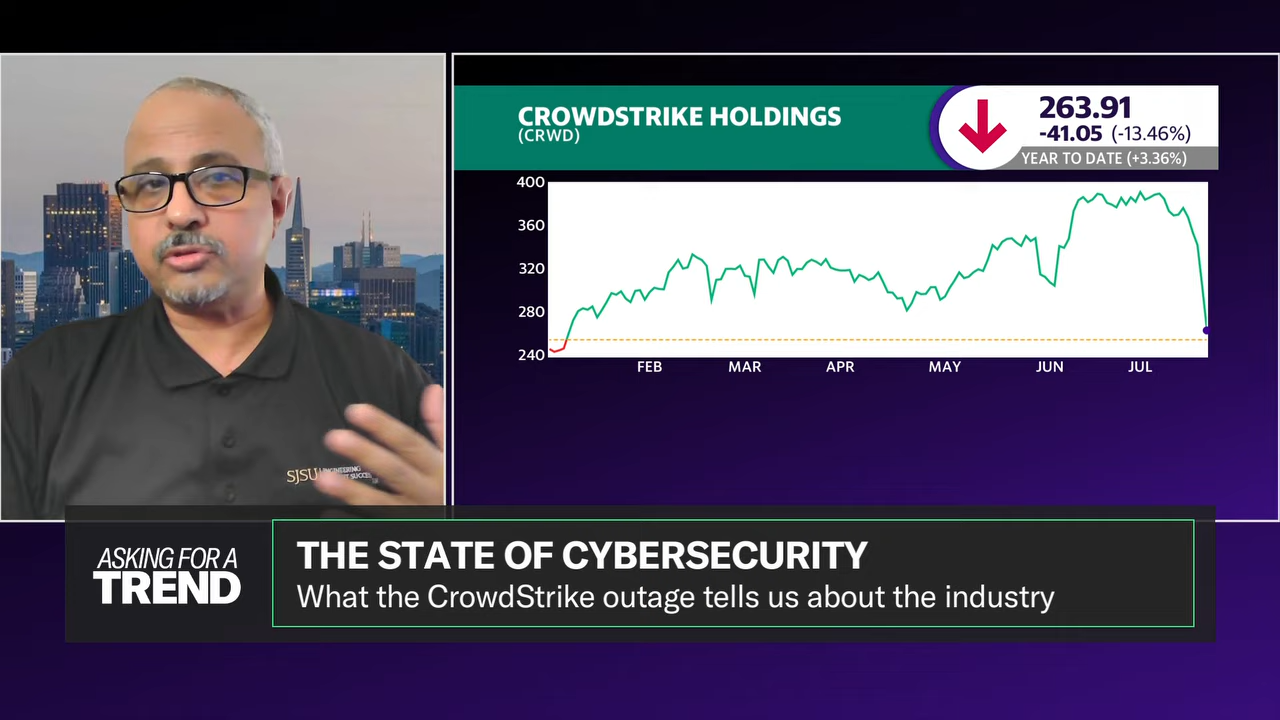 CROWDSTRIKE HOLDINGS
(CRWD)
263.91
-41.05 (-13.46%)
YEAR TO DATE (+3.36%)
400
360
320
280
240
FEB MAR APR MAY JUN JUL
SJSU ENGINEERING
ASKING FOR A
TREND
THE STATE OF CYBERSECURITY
What the CrowdStrike outage tells us about the industry